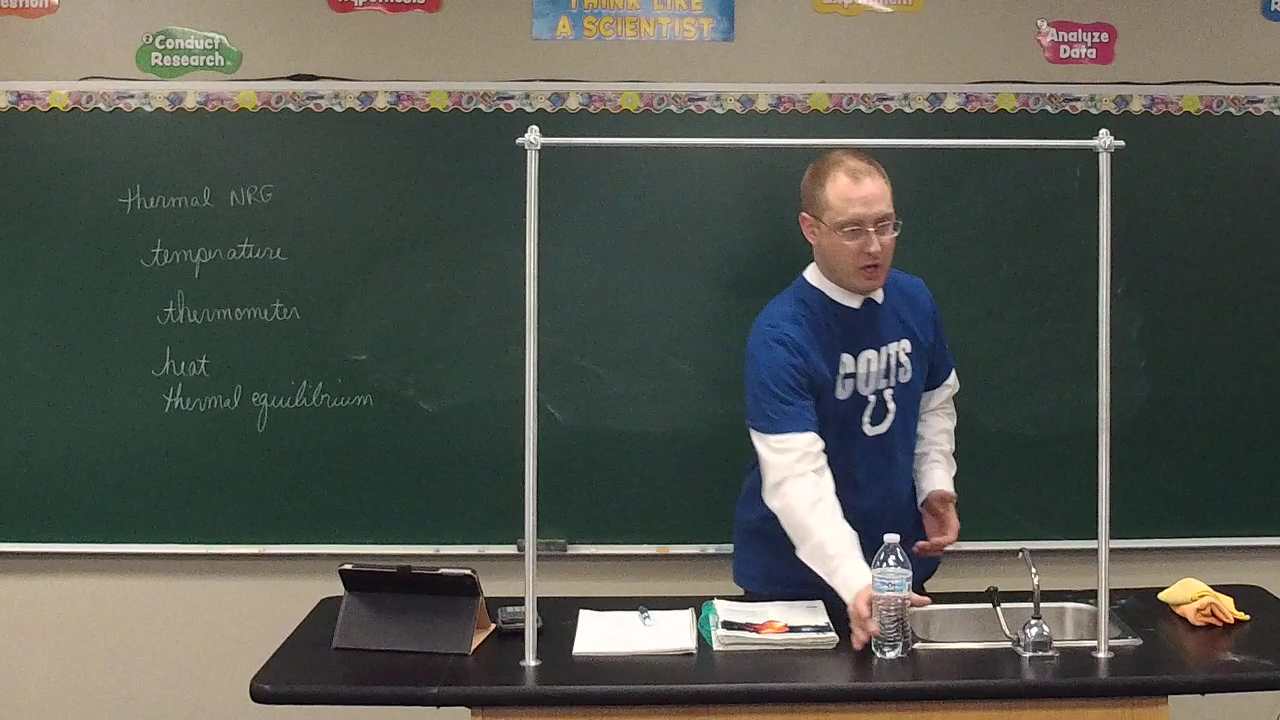 THINK LIKE
A SCIENTIST
Conduct
Research
Analyze
Data
thermal NRG
temperature
thermometer
heat
thermal equilibrium
COLTS